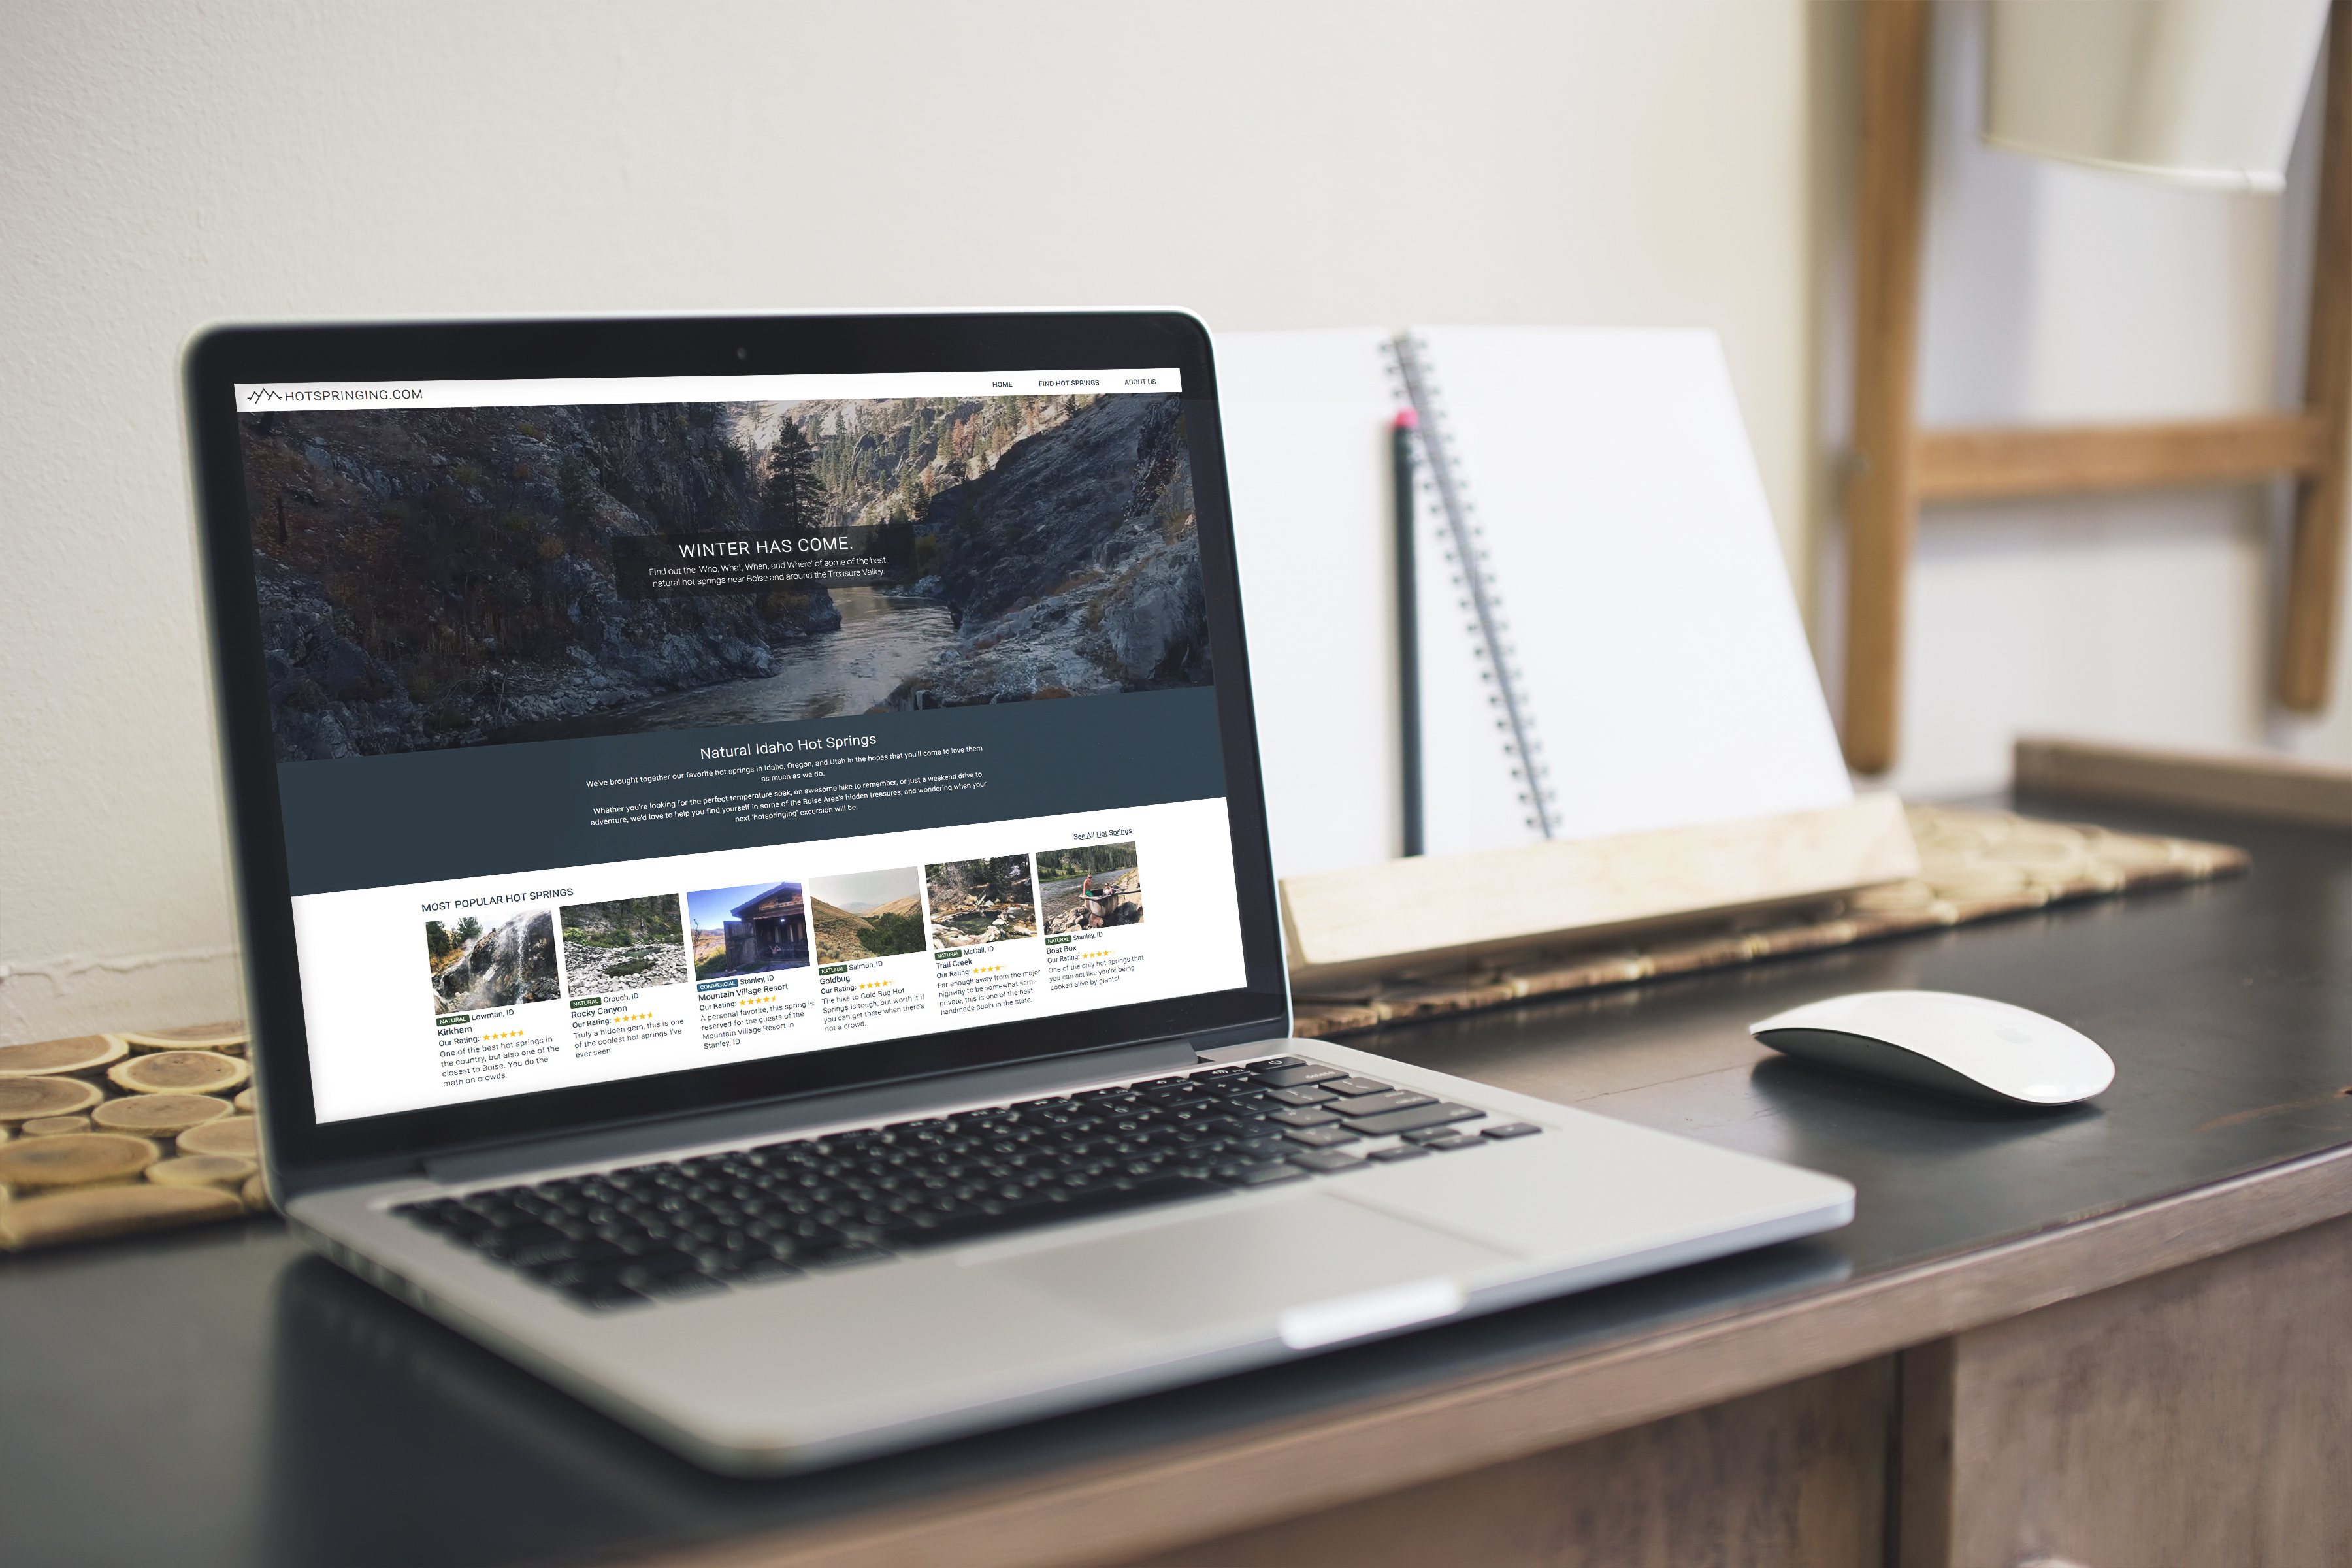 HOTSPRINGING.COM
HOME
FIND HOT SPRINGS
ABOUT US
WINTER HAS COME.
Find out the 'Who, What, When, and Where' of some of the best
natural hot springs near Boise and around the Treasure Valley
Natural Idaho Hot Springs
We've brought together our favorite hot springs in Idaho, Oregon, and Utah in the hopes that you'll come to love them
as much as we do.
Whether you're looking for the perfect temperature soak, an awesome hike to remember, or just a weekend drive to
adventure, we'd love to help you find yourself in some of the Boise Area's hidden treasures, and wondering when your
next 'hotspringing' excursion will be.
See All Hot Springs
MOST POPULAR HOT SPRINGS
NATURAL Lowman, ID
Kirkham
Our Rating:
One of the best hot springs in
the country, but also one of the
closest to Boise. You do the
math on crowds.
NATURAL Crouch, ID
Rocky Canyon
Our Rating:
Truly a hidden gem, this is one
of the coolest hot springs I've
ever seen
COMMERCIAL Stanley, ID
Mountain Village Resort
Our Rating:
A personal favorite, this spring is
reserved for the guests of the
Mountain Village Resort in
Stanley, ID.
NATURAL Salmon, ID
Goldbug
Our Rating:
The hike to Gold Bug Hot
Springs is tough, but worth it if
you can get there when there's
not a crowd.
NATURAL McCall, ID
Trail Creek
Our Rating:
Far enough away from the major
highway to be somewhat semi-
private, this is one of the best
handmade pools in the state.
NATURAL Stanley, ID
Boat Box
Our Rating:
One of the only hot springs that
you can act like you're being
cooked alive by giants!